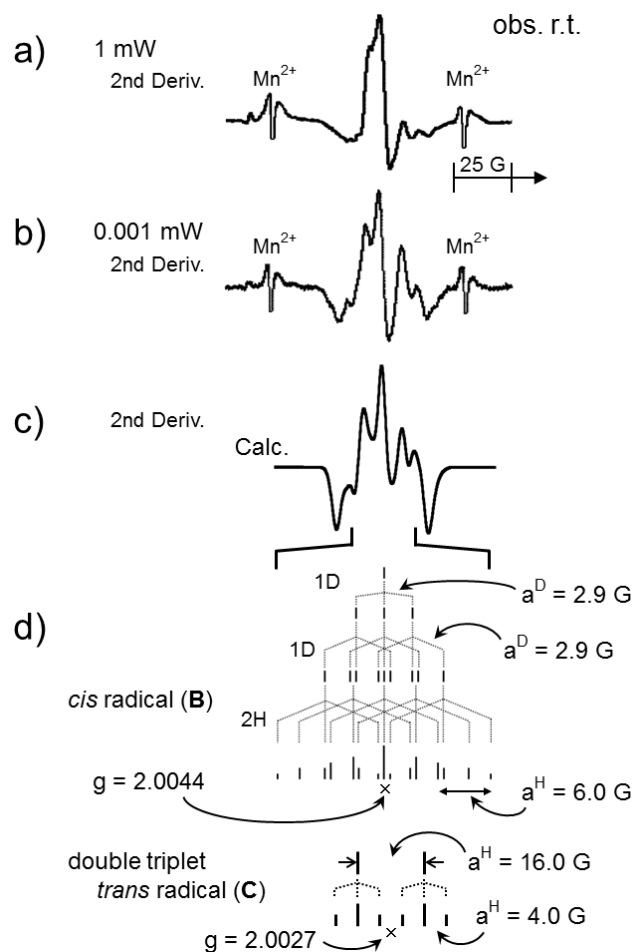 obs. r.t.
a) 1 mW
2nd Deriv.
Mn²⁺ Mn²⁺
25 G
b) 0.001 mW
2nd Deriv.
Mn²⁺ Mn²⁺
c) 2nd Deriv.
Calc.
1D
aᴰ = 2.9 G
d)
1D
aᴰ = 2.9 G
cis radical (B)
2H
g = 2.0044
×
aᴴ = 6.0 G
double triplet
trans radical (C)
aᴴ = 16.0 G
aᴴ = 4.0 G
g = 2.0027
×